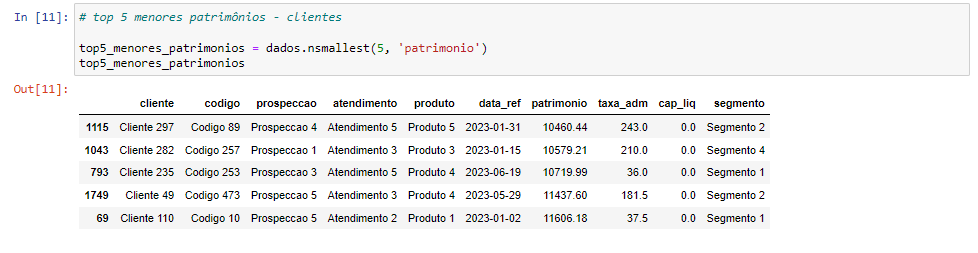 In [11]: # top 5 menores patrimônios - clientes
top5_menores_patrimonios = dados.nsmallest(5, 'patrimonio')
top5_menores_patrimonios
Out[11]:
cliente codigo prospeccao atendimento produto data_ref patrimonio taxa_adm cap_liq segmento
1115 Cliente 297 Codigo 89 Prospeccao 4 Atendimento 5 Produto 5 2023-01-31 10460.44 243.0 0.0 Segmento 2
1043 Cliente 282 Codigo 257 Prospeccao 1 Atendimento 3 Produto 3 2023-01-15 10579.21 210.0 0.0 Segmento 4
793 Cliente 235 Codigo 253 Prospeccao 3 Atendimento 5 Produto 4 2023-06-19 10719.99 36.0 0.0 Segmento 1
1749 Cliente 49 Codigo 473 Prospeccao 5 Atendimento 3 Produto 4 2023-05-29 11437.60 181.5 0.0 Segmento 2
69 Cliente 110 Codigo 10 Prospeccao 5 Atendimento 2 Produto 1 2023-01-02 11606.18 37.5 0.0 Segmento 1